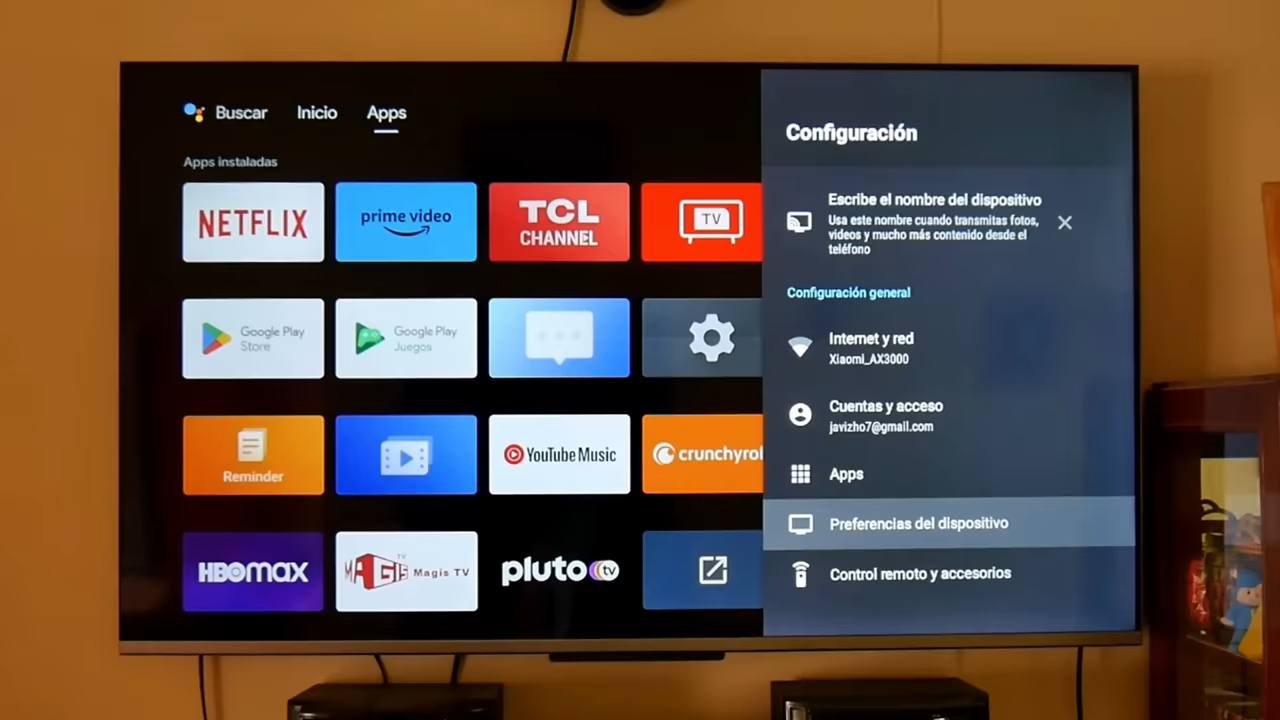 Buscar Inicio Apps
Apps instaladas
NETFLIX
prime video
TCL
CHANNEL
TV
Google Play
Store
Google Play
Juegos
Reminder
YouTube Music
crunchyrol
HBOMAX
MAGIS TV
Magis TV
pluto tv
Configuración
Escribe el nombre del dispositivo
Usa este nombre cuando transmitas fotos,
videos y mucho más contenido desde el
teléfono
Configuración general
Internet y red
Xiaomi_AX3000
Cuentas y acceso
javizho7@gmail.com
Apps
Preferencias del dispositivo
Control remoto y accesorios